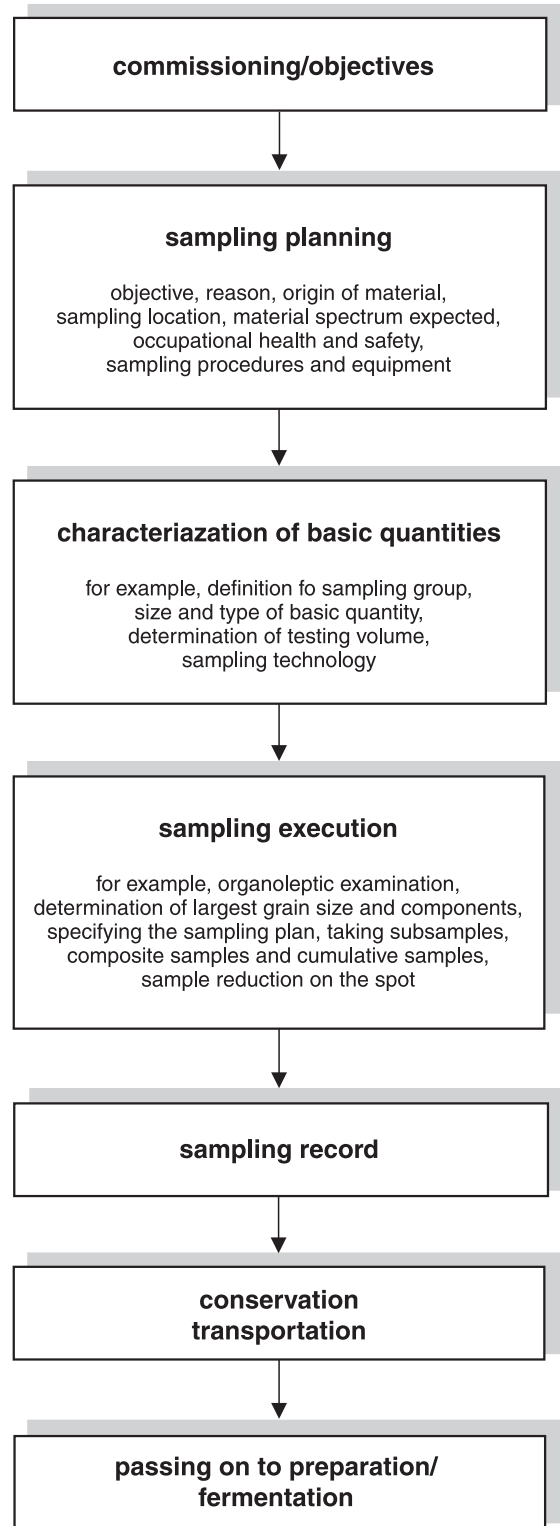 commissioning/objectives
sampling planning
objective, reason, origin of material,
sampling location, material spectrum expected,
occupational health and safety,
sampling procedures and equipment
characteriazation of basic quantities
for example, definition fo sampling group,
size and type of basic quantity,
determination of testing volume,
sampling technology
sampling execution
for example, organoleptic examination,
determination of largest grain size and components,
specifying the sampling plan, taking subsamples,
composite samples and cumulative samples,
sample reduction on the spot
sampling record
conservation
transportation
passing on to preparation/
fermentation